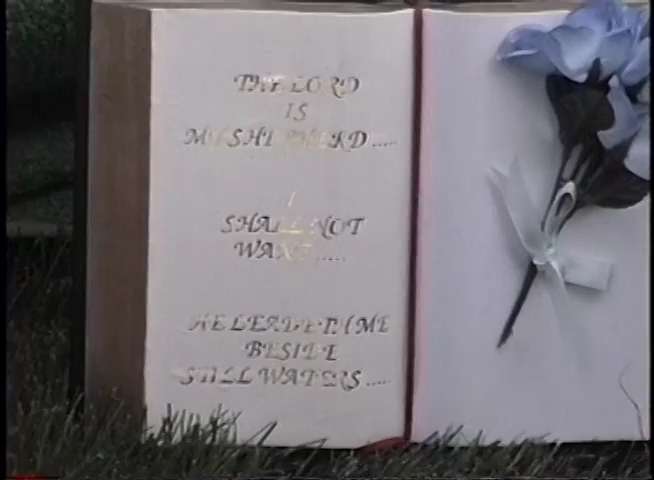 THE LORD
IS
MY SHEPHERD.....
I
SHALL NOT
WANT.....
HE LEADETH ME
BESIDE
STILL WATERS.....